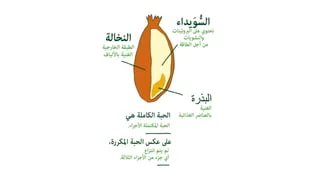 السُّوَيداء
تحتوي على البروتينات
والنشويات
من أجل الطاقة
النخالة
الطبقة الخارجية
الغنية بالألياف
البذرة
الغنية
بالعناصر الغذائية
الحبة الكاملة هي
الحبة المكتملة الأجزاء.
على عكس الحبة المكررة،
لم يتم انتزاع
أي جزء من الأجزاء الثلاثة.